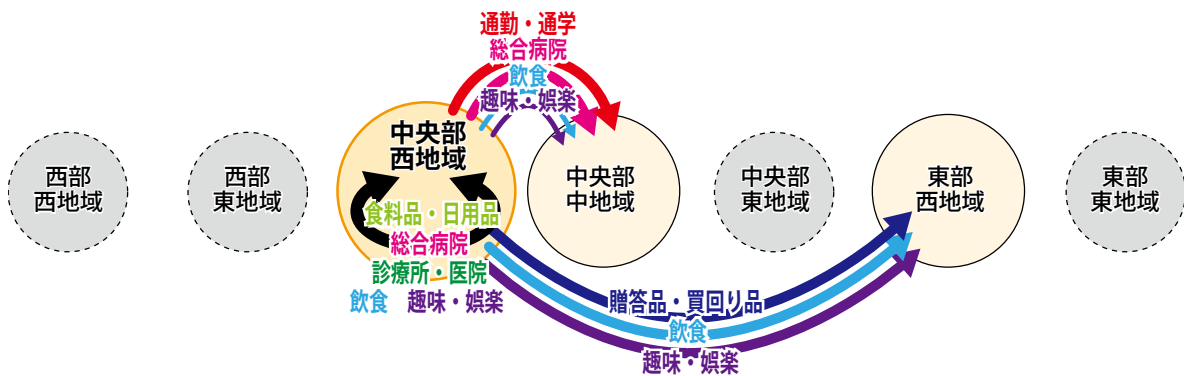 通勤・通学
総合病院
飲食
趣味・娯楽
西部
西地域
西部
東地域
中央部
西地域
中央部
中地域
中央部
東地域
東部
西地域
東部
東地域
食料品・日用品
総合病院
診療所・医院
飲食 趣味・娯楽
贈答品・買回り品
飲食
趣味・娯楽